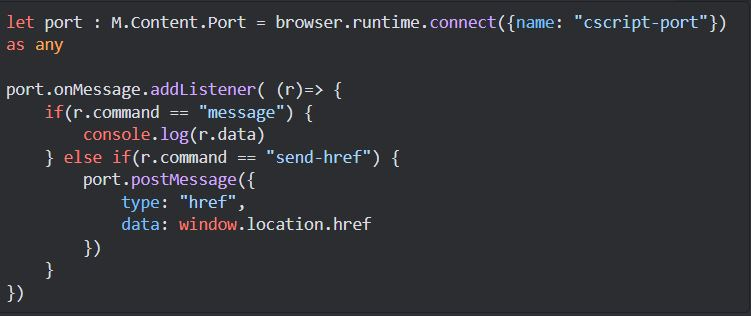 let port : M.Content.Port = browser.runtime.connect({name: "cscript-port"})
as any
port.onMessage.addListener( (r)=> {
    if(r.command == "message") {
        console.log(r.data)
    } else if(r.command == "send-href") {
        port.postMessage({
            type: "href",
            data: window.location.href
        })
    }
})